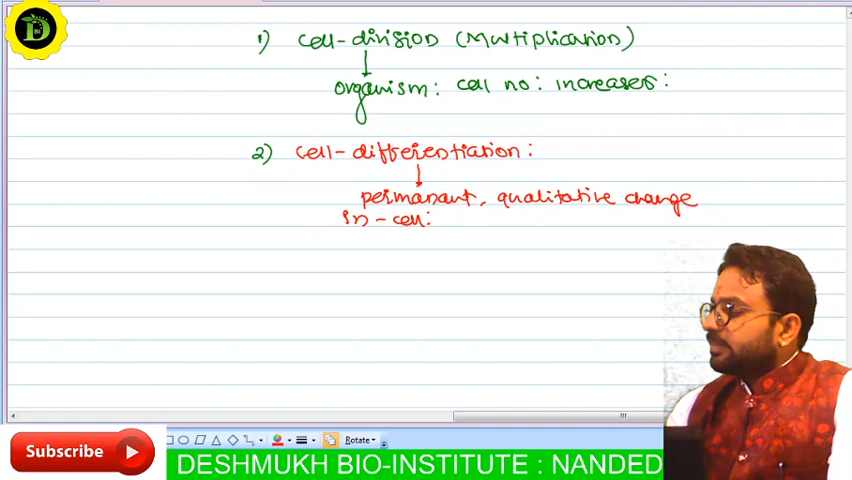 1) cell-division (Multiplication)
organism: cell no: increases:
2) cell-differentiation:
permanant, qualitative change
In-cell:
Subscribe
Rotate
DESHMUKH BIO-INSTITUTE : NANDED